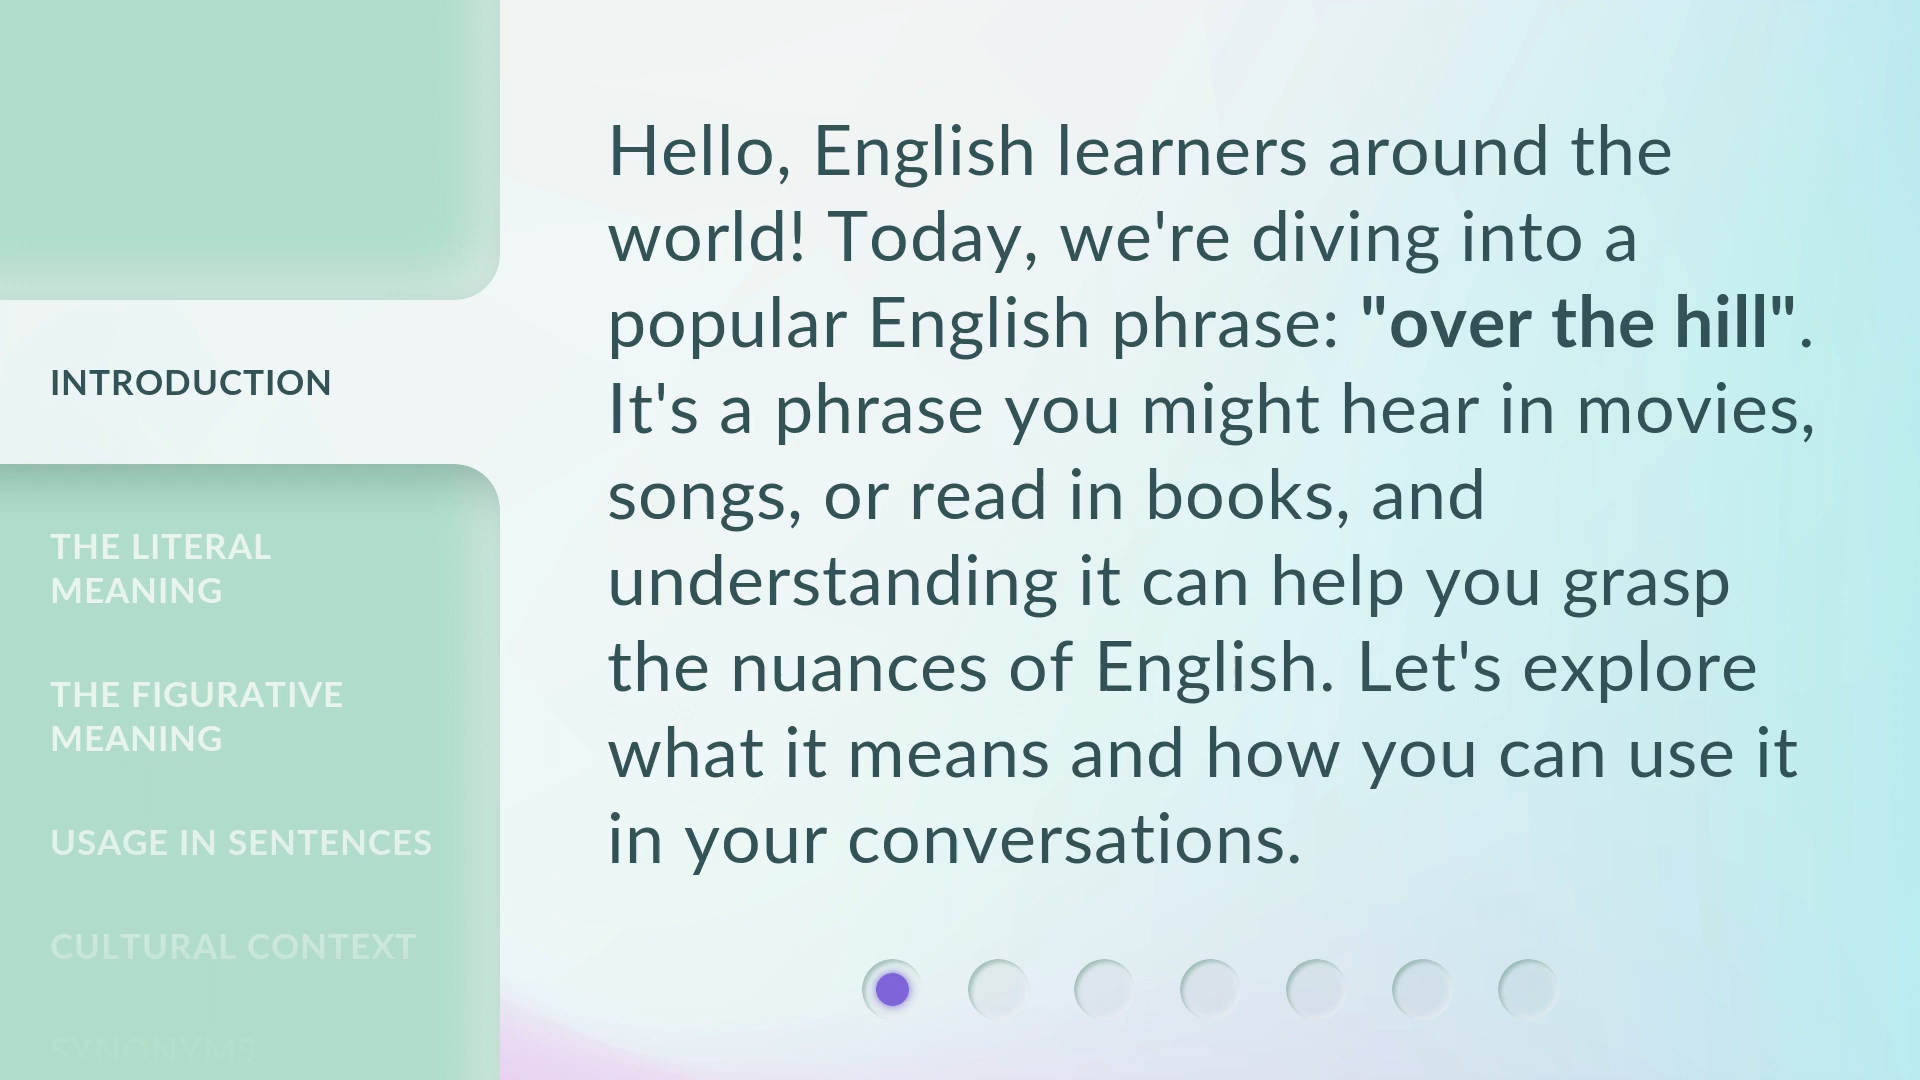 INTRODUCTION
THE LITERAL
MEANING
THE FIGURATIVE
MEANING
USAGE IN SENTENCES
CULTURAL CONTEXT
SYNONYMS
Hello, English learners around the
world! Today, we're diving into a
popular English phrase: "over the hill".
It's a phrase you might hear in movies,
songs, or read in books, and
understanding it can help you grasp
the nuances of English. Let's explore
what it means and how you can use it
in your conversations.